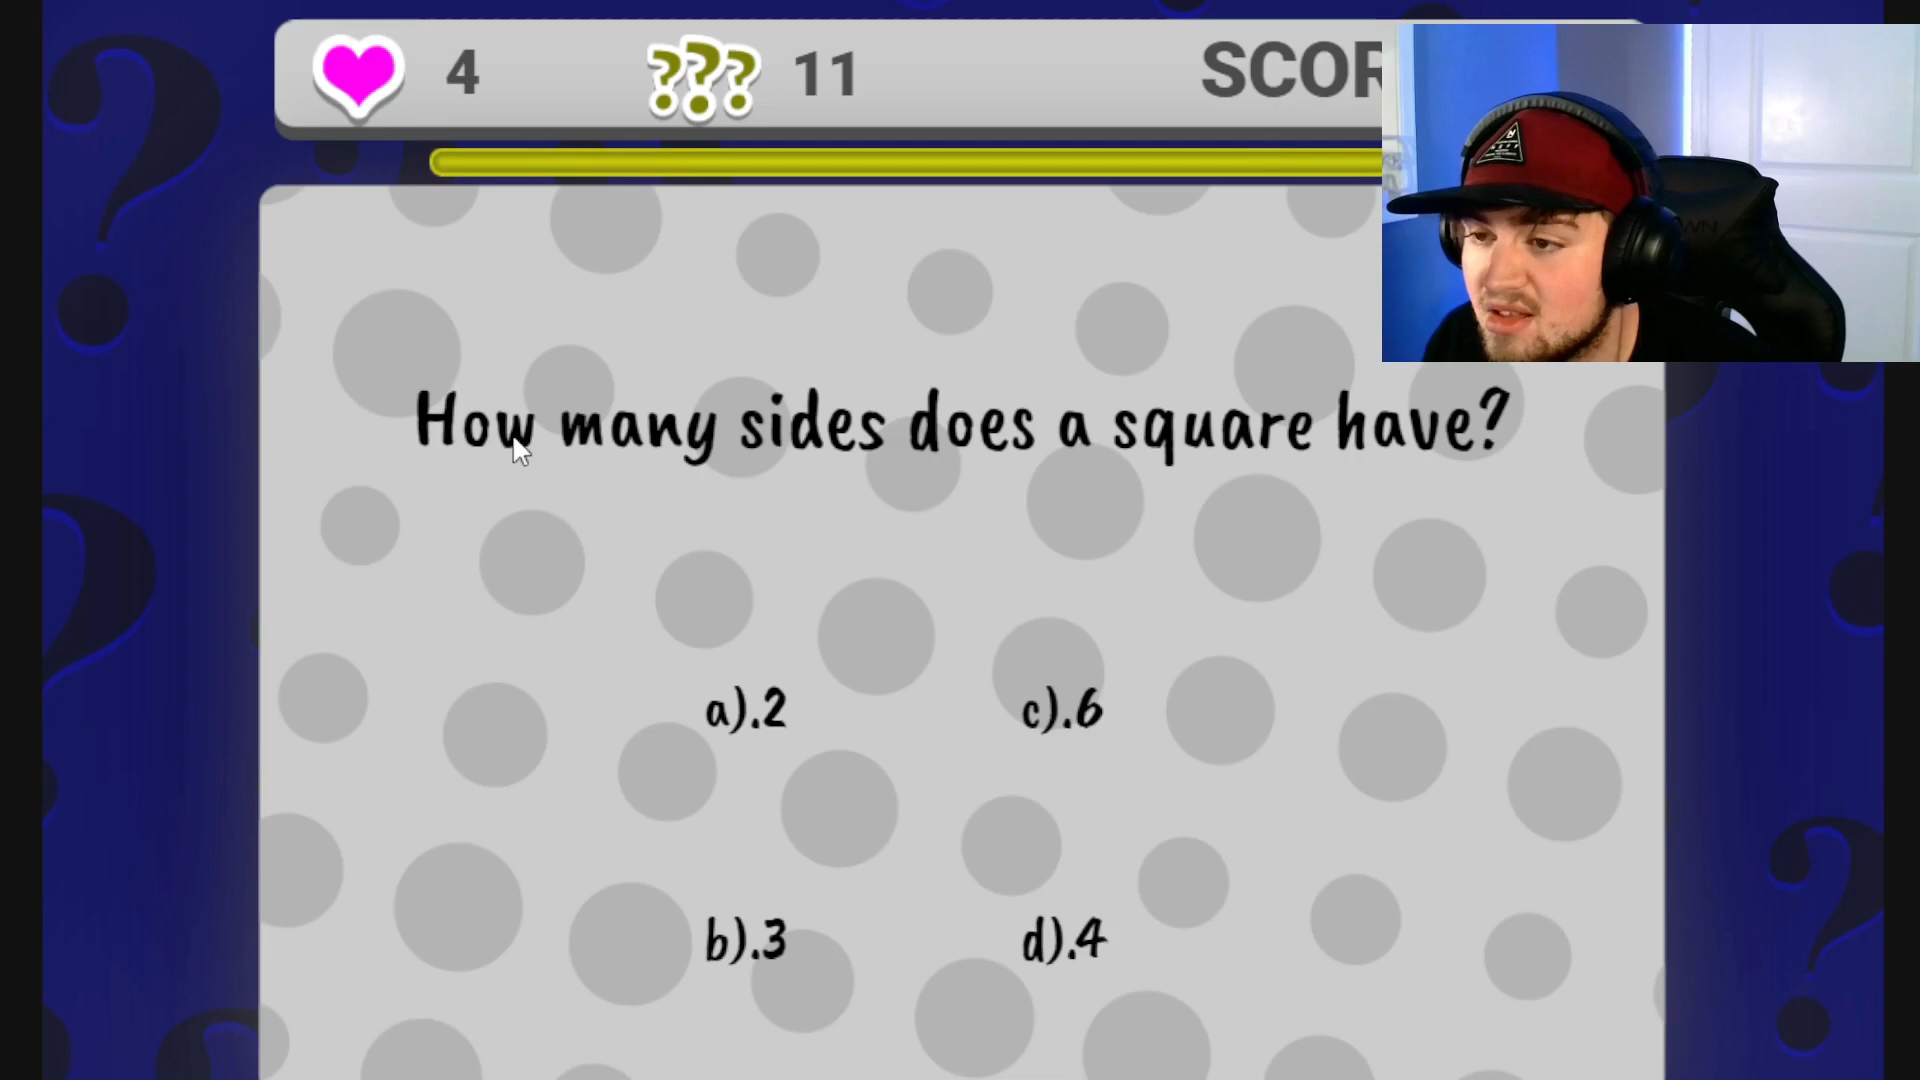 4
11
SCOR
How many sides does a square have?
a).2
c).6
b).3
d).4